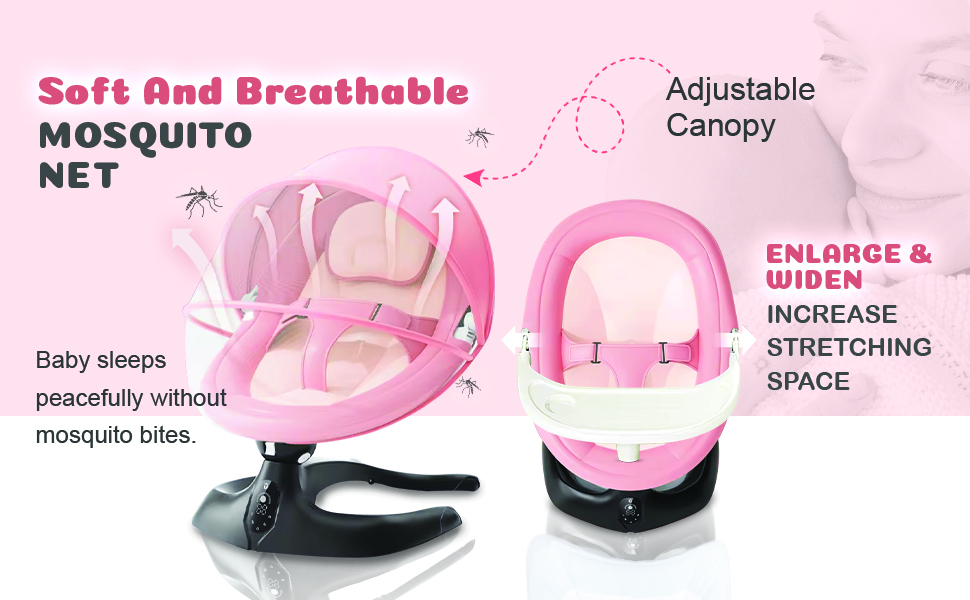 Soft And Breathable
MOSQUITO
NET
Adjustable
Canopy
ENLARGE &
WIDEN
INCREASE
STRETCHING
SPACE
Baby sleeps
peacefully without
mosquito bites.